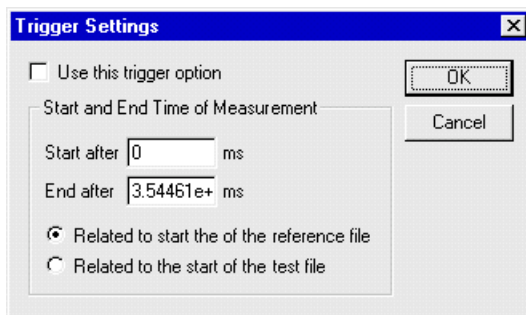 Trigger Settings
Use this trigger option
OK
Start and End Time of Measurement
Cancel
Start after 0 ms
End after 3.54461e+ ms
Related to start the of the reference file
Related to the start of the test file